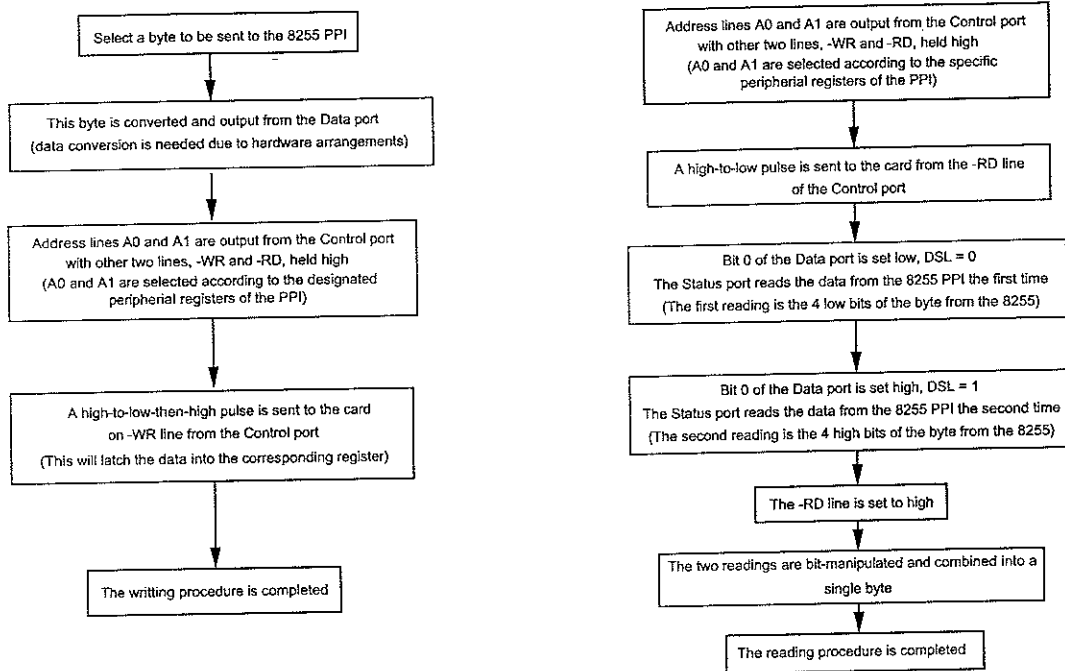 Select a byte to be sent to the 8255 PPI
This byte is converted and output from the Data port
(data conversion is needed due to hardware arrangements)
Address lines A0 and A1 are output from the Control port
with other two lines, -WR and -RD, held high
(A0 and A1 are selected according to the designated
peripherial registers of the PPI)
A high-to-low-then-high pulse is sent to the card
on -WR line from the Control port
(This will latch the data into the corresponding register)
The writting procedure is completed
Address lines A0 and A1 are output from the Control port
with other two lines, -WR and -RD, held high
(A0 and A1 are selected according to the specific
peripherial registers of the PPI)
A high-to-low pulse is sent to the card from the -RD line
of the Control port
Bit 0 of the Data port is set low, DSL = 0
The Status port reads the data from the 8255 PPI the first time
(The first reading is the 4 low bits of the byte from the 8255)
Bit 0 of the Data port is set high, DSL = 1
The Status port reads the data from the 8255 PPI the second time
(The second reading is the 4 high bits of the byte from the 8255)
The -RD line is set to high
The two readings are bit-manipulated and combined into a
single byte
The reading procedure is completed